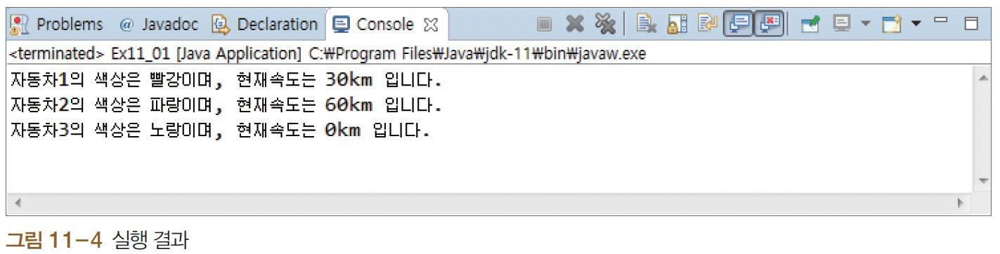 Problems @ Javadoc Declaration Console
<terminated> Ex11_01 [Java Application] C:₩Program Files₩Java₩jdk-11₩bin₩javaw.exe
자동차1의 색상은 빨강이며, 현재속도는 30km 입니다.
자동차2의 색상은 파랑이며, 현재속도는 60km 입니다.
자동차3의 색상은 노랑이며, 현재속도는 0km 입니다.
그림 11-4 실행 결과